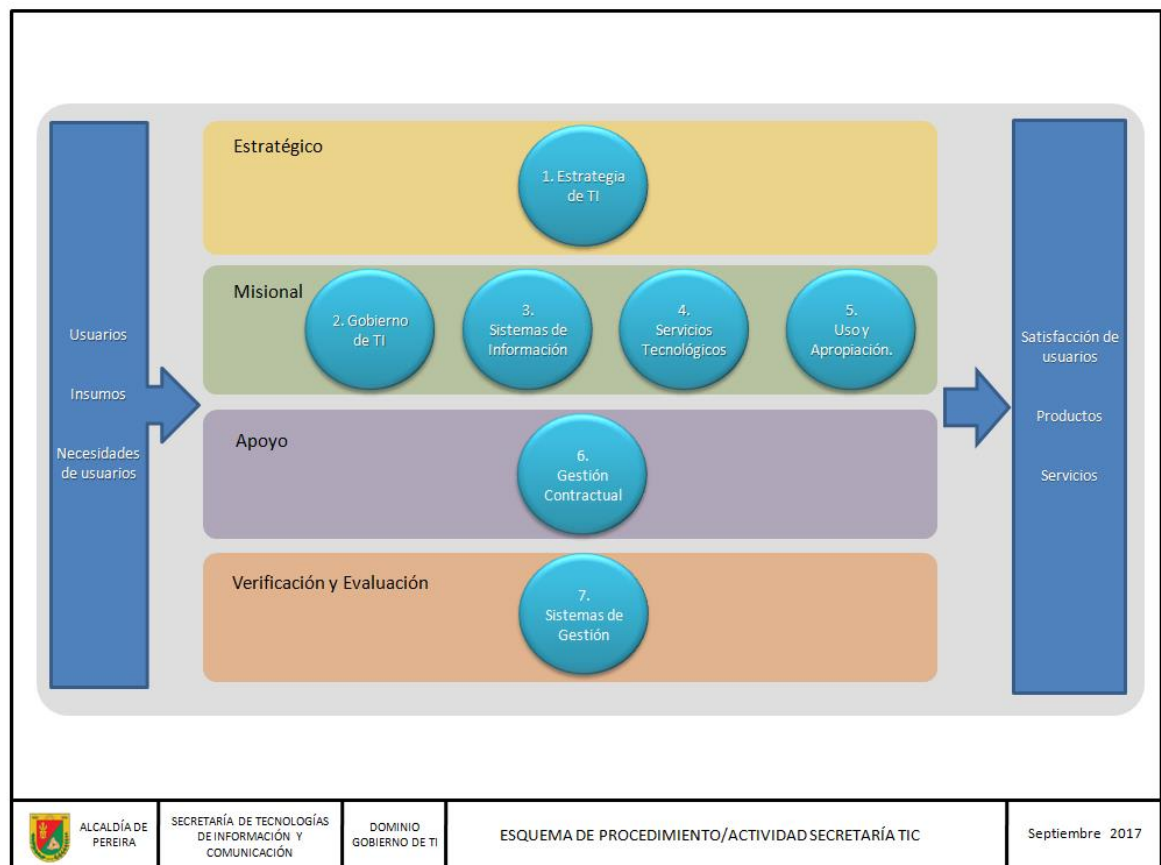 Usuarios
Insumos
Necesidades
de usuarios
Estratégico
1. Estrategia
de TI
Misional
2. Gobierno
de TI
3.
Sistemas de
Información
4.
Servicios
Tecnológicos
5.
Uso y
Apropiación.
Apoyo
6.
Gestión
Contractual
Verificación y Evaluación
7.
Sistemas de
Gestión
Satisfacción de
usuarios
Productos
Servicios
ALCALDÍA DE
PEREIRA
SECRETARÍA DE TECNOLOGÍAS
DE INFORMACIÓN Y
COMUNICACIÓN
DOMINIO
GOBIERNO DE TI
ESQUEMA DE PROCEDIMIENTO/ACTIVIDAD SECRETARÍA TIC
Septiembre 2017